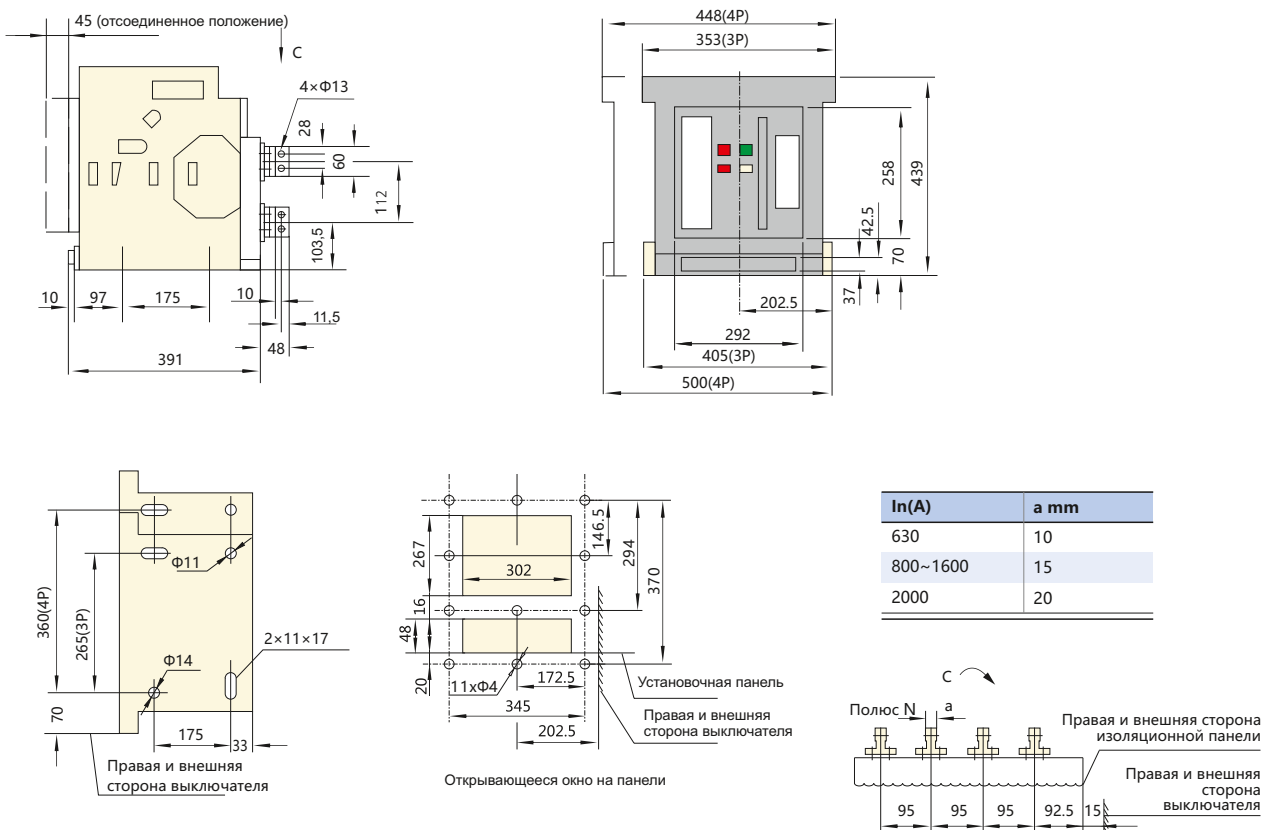 45 (отсоединенное положение)
C
4×Ф13
28
60
112
103,5
10
97
175
10
11,5
48
391
448(4P)
353(3P)
258
439
42.5
70
37
202.5
292
405(3P)
500(4P)
360(4P)
265(3P)
70
Ф11
Ф14
2×11×17
175
33
Правая и внешняя
сторона выключателя
267
302
16
48
20
146.5
294
370
11xФ4
172.5
345
202.5
Установочная панель
Правая и внешняя
сторона выключателя
Открывающееся окно на панели
In(A) a mm
630 10
800~1600 15
2000 20
C
Полюс N a
Правая и внешняя сторона
изоляционной панели
Правая и внешняя
сторона
выключателя
95 95 95 92.5 15